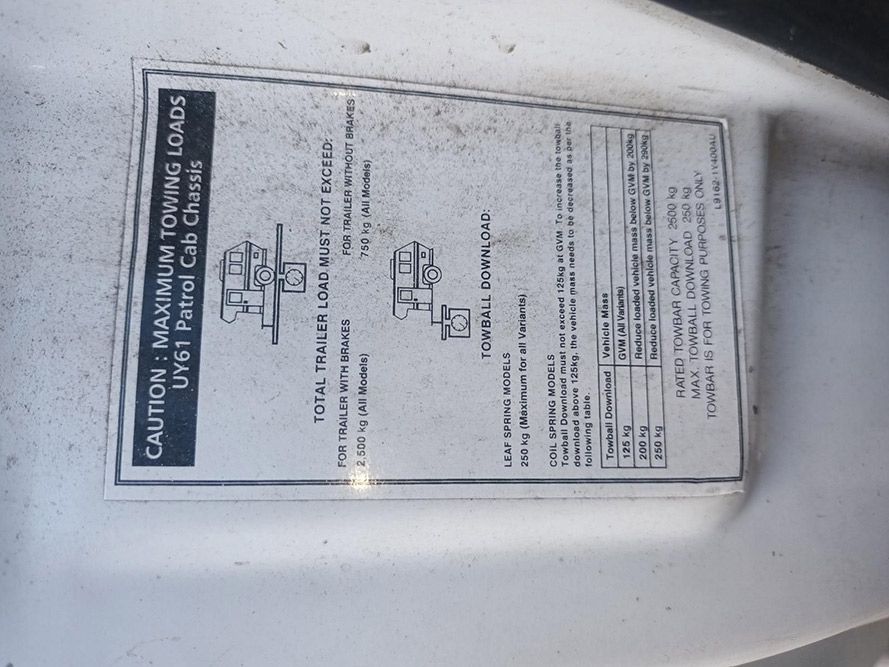 CAUTION : MAXIMUM TOWING LOADS
UY61 Patrol Cab Chassis
TOTAL TRAILER LOAD MUST NOT EXCEED:
FOR TRAILER WITH BRAKES FOR TRAILER WITHOUT BRAKES
2,500 kg (All Models) 750 kg (All Models)
TOWBALL DOWNLOAD:
LEAF SPRING MODELS
250 kg (Maximum for all Variants)
COIL SPRING MODELS
Towball Download must not exceed 125kg at GVM. To increase the towball
download above 125kg, the vehicle mass needs to be decreased as per the
following table.
Towball Download Vehicle Mass
125 kg GVM (All Variants)
200 kg Reduce loaded vehicle mass below GVM by 200kg
250 kg Reduce loaded vehicle mass below GVM by 290kg
RATED TOWBAR CAPACITY 2500 kg
MAX. TOWBALL DOWNLOAD 250 kg
TOWBAR IS FOR TOWING PURPOSES ONLY
L9162-1Y400AU